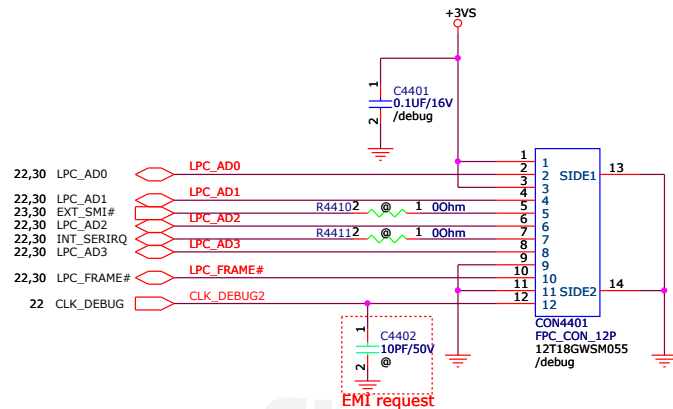 +3VS
1
C4401
0.1UF/16V
2
/debug
1 1
22,30 LPC_AD0 LPC_AD0 2 2 SIDE1 13
3 3
22,30 LPC_AD1 LPC_AD1 4 4
23,30 EXT_SMI# R4410 2 @ 1 0Ohm 5 5
22,30 LPC_AD2 LPC_AD2 6 6
22,30 INT_SERIRQ R4411 2 @ 1 0Ohm 7 7
22,30 LPC_AD3 LPC_AD3 8 8
9 9
22,30 LPC_FRAME# LPC_FRAME# 10 10
11 11 SIDE2 14
22 CLK_DEBUG CLK_DEBUG2 12 12
CON4401
FPC_CON_12P
12T18GWSM055
/debug
1
C4402
10PF/50V
2
@
EMI request